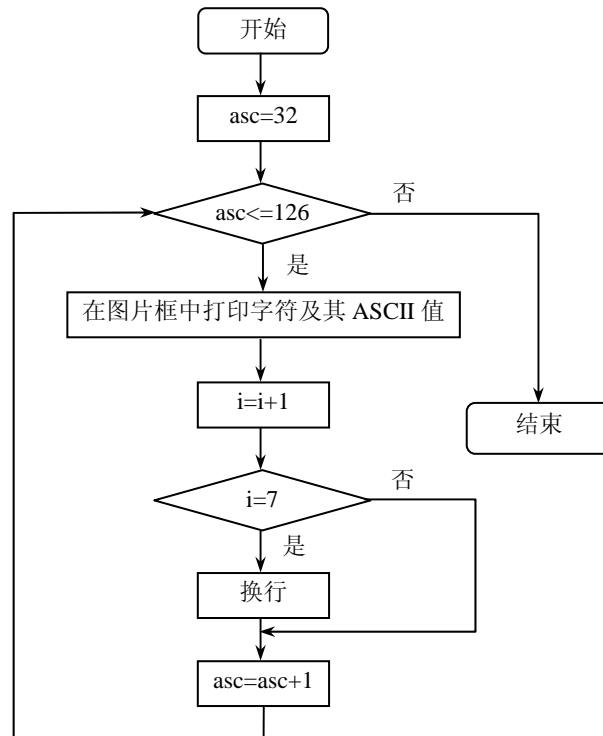 开始
asc=32
asc<=126
否
是
在图片框中打印字符及其 ASCII 值
i=i+1
结束
i=7
否
是
换行
asc=asc+1